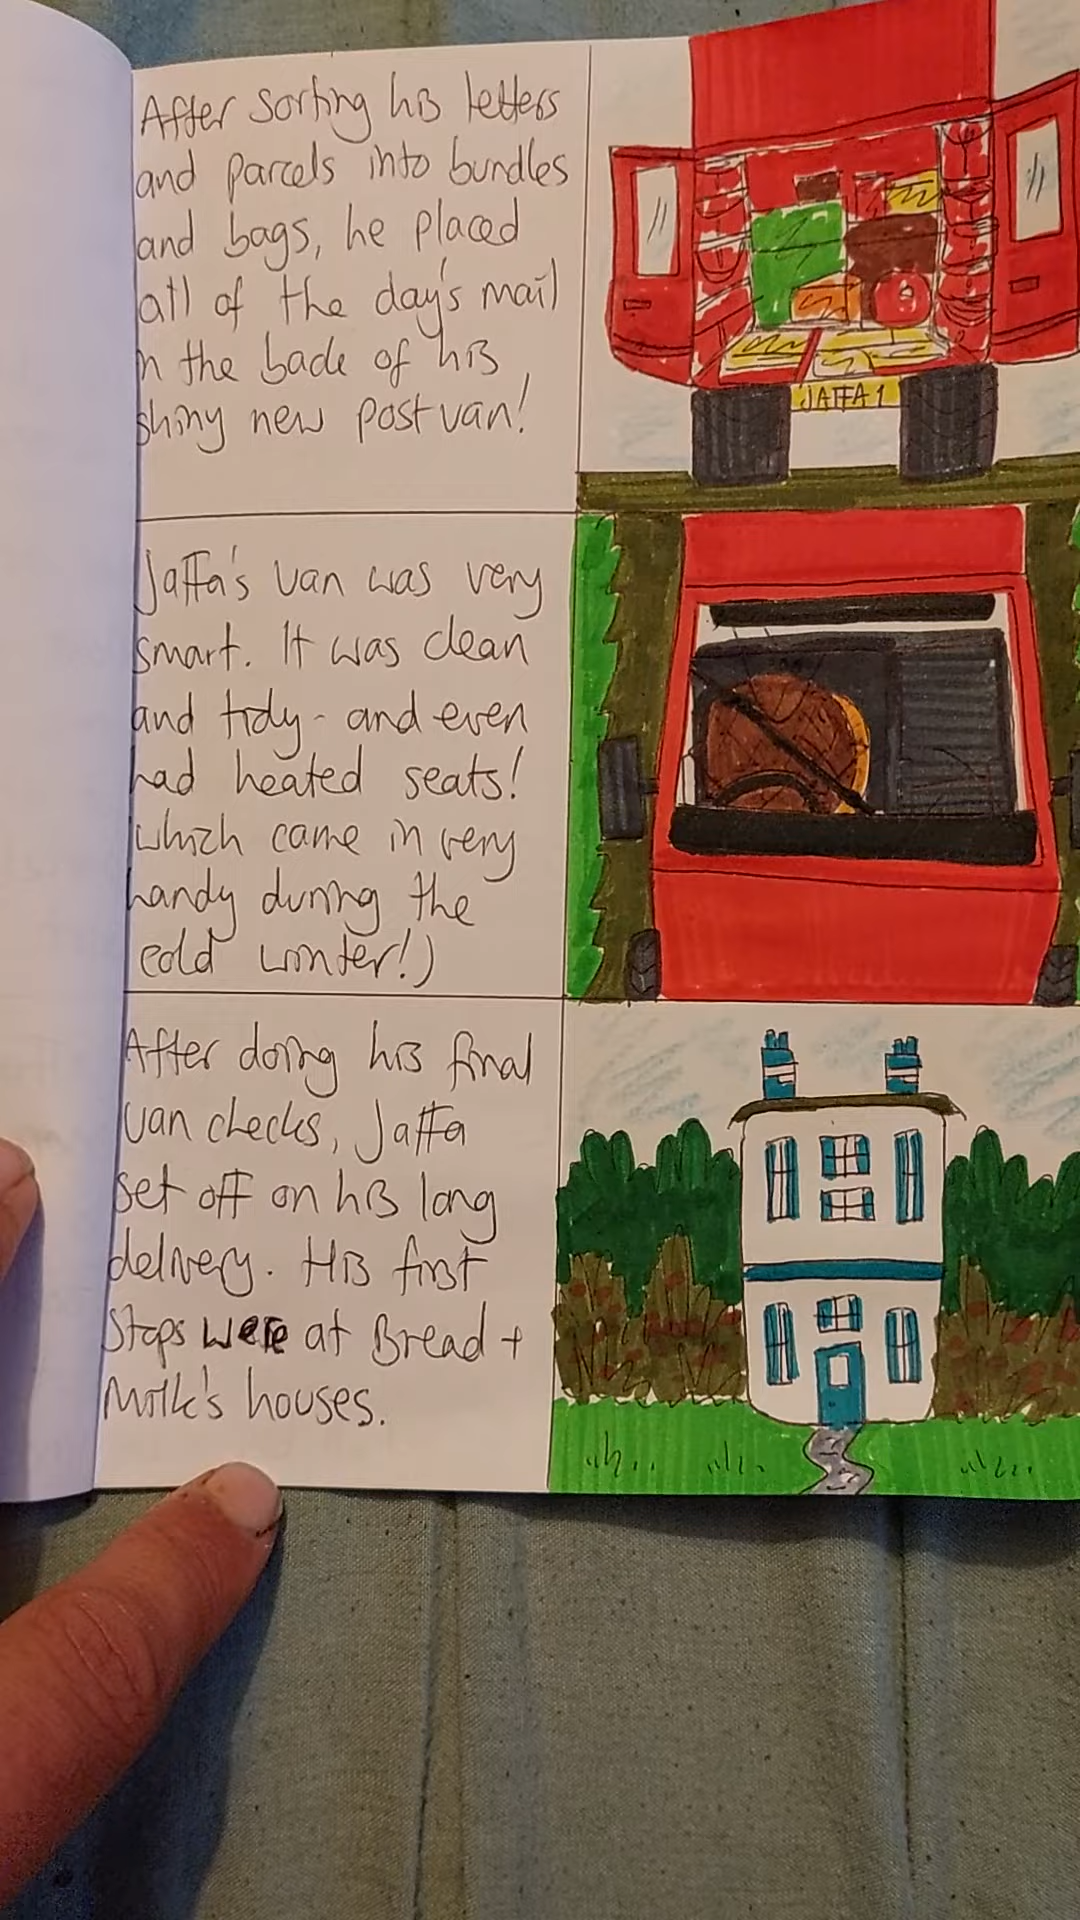 After sorting his letters
and parcels into bundles
and bags, he placed
all of the day's mail
in the back of his
shiny new post van!
JAFFA 1
Jaffa's van was very
smart. It was clean
and tidy - and even
had heated seats!
(which came in very
handy during the
cold winter!)
After doing his final
van checks, Jaffa
set off on his long
delivery. His first
stops were at Bread +
Milk's houses.